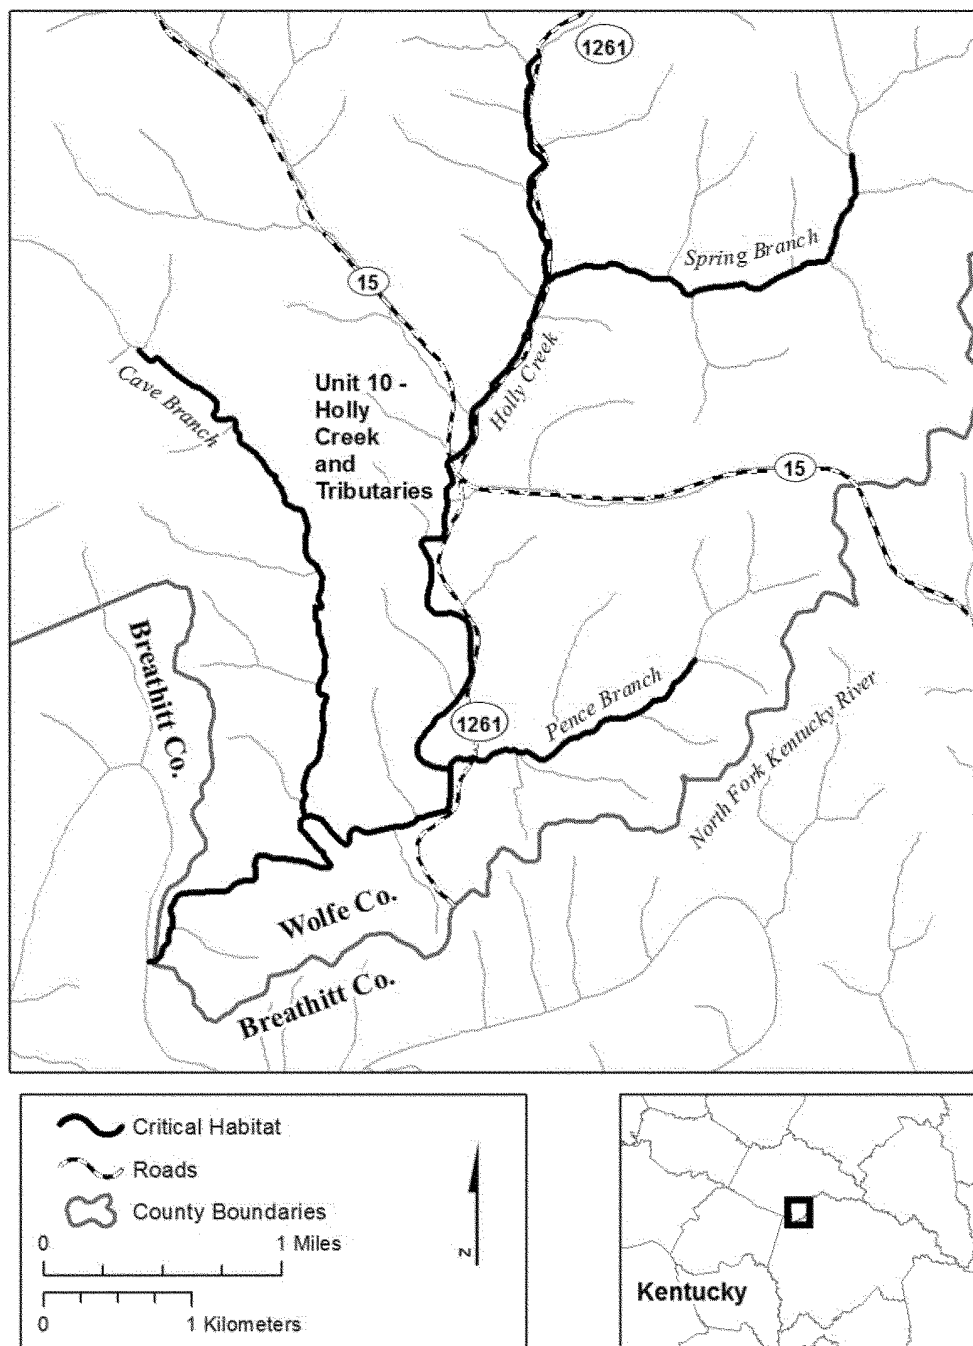 1261
Spring Branch
15
Holly Creek
Cave Branch
Unit 10 -
Holly
Creek
and
Tributaries
15
Breathitt Co.
Pence Branch
1261
North Fork Kentucky River
Wolfe Co.
Breathitt Co.
Critical Habitat
Roads
County Boundaries
0 1 Miles
0 1 Kilometers
N
Kentucky